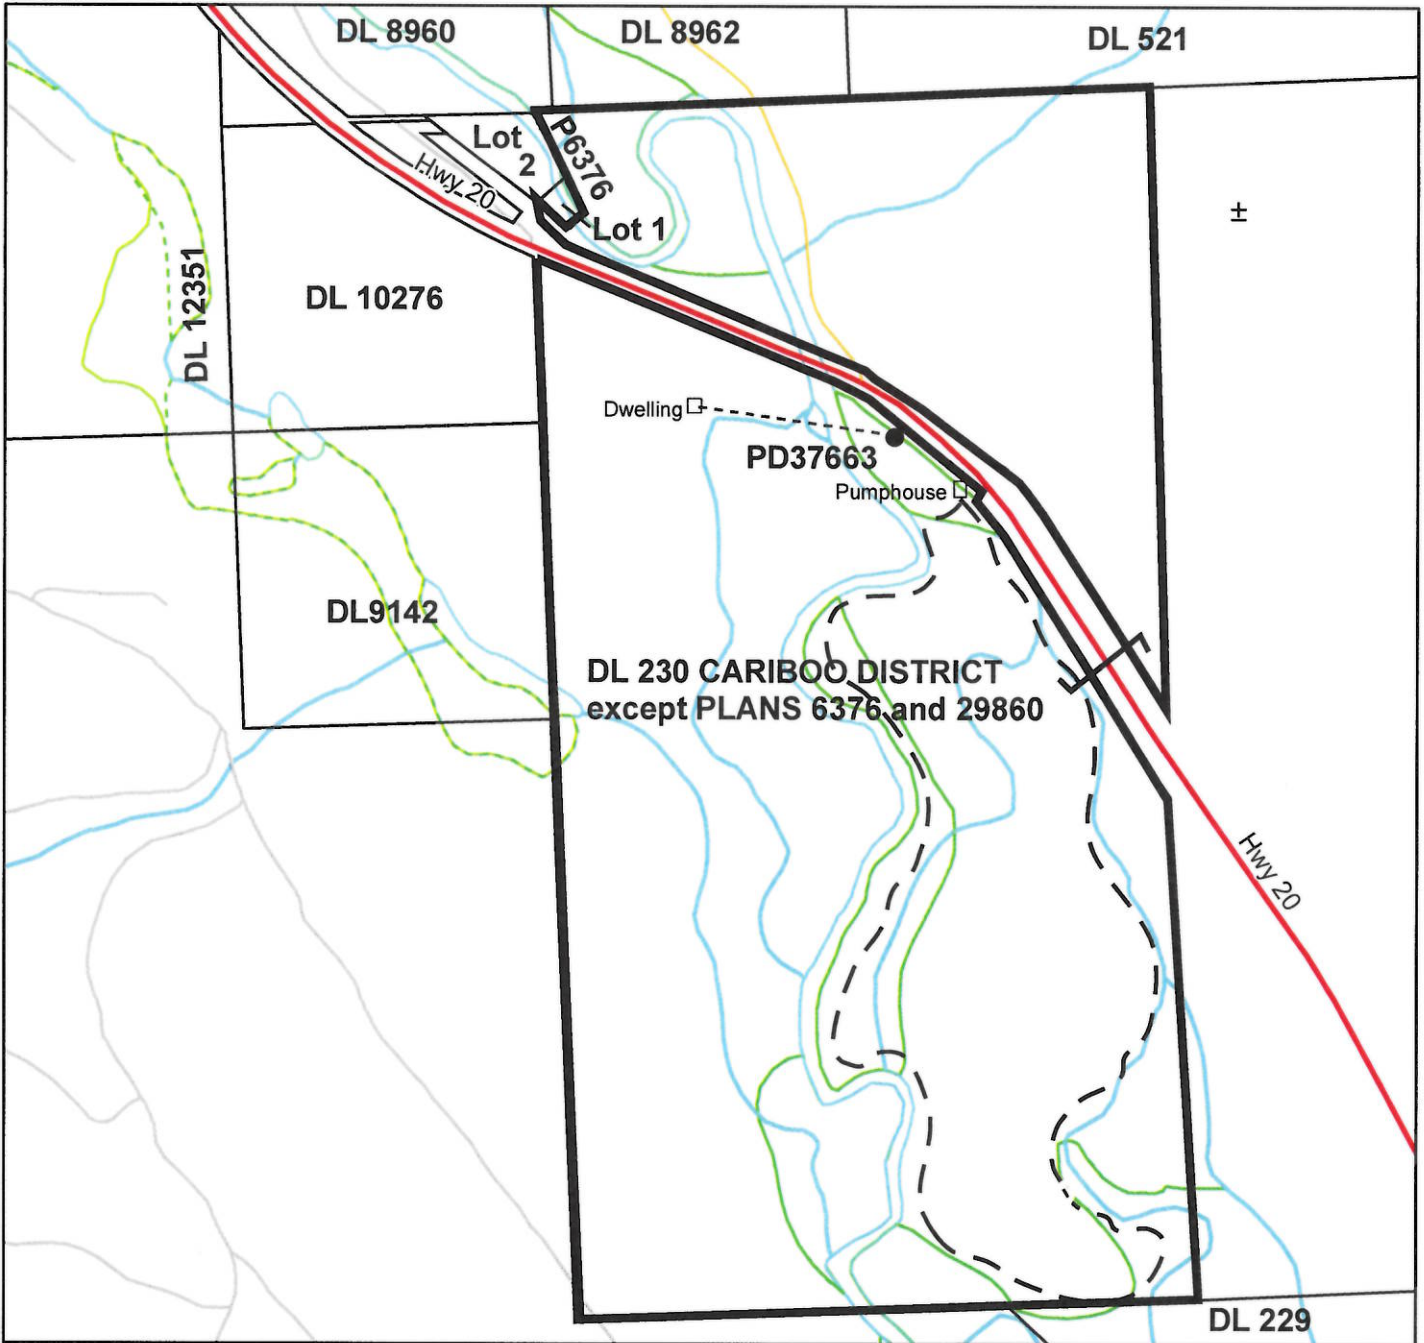 DL 8960
DL 8962
DL 521
Lot
2
P6376
Hwy 20
Lot 1
±
DL 12351
DL 10276
Dwelling
PD37663
Pumphouse
DL9142
DL 230 CARIBOO DISTRICT
except PLANS 6376 and 29860
Hwy 20
DL 229